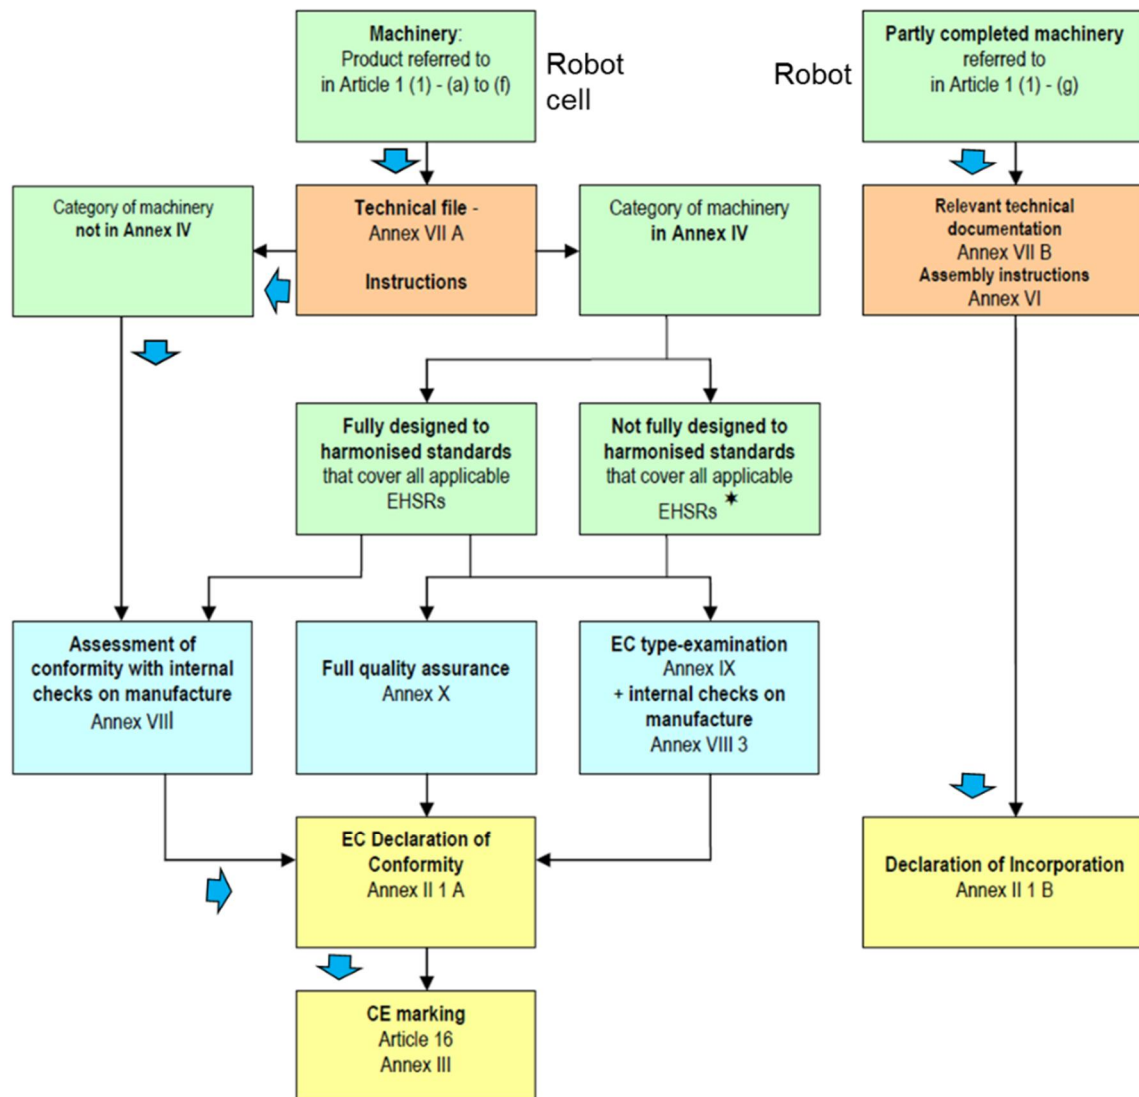 Machinery:
Product referred to
in Article 1 (1) - (a) to (f)
Robot
cell
Robot
Partly completed machinery
referred to
in Article 1 (1) - (g)
Category of machinery
not in Annex IV
Technical file -
Annex VII A
Instructions
Category of machinery
in Annex IV
Relevant technical
documentation
Annex VII B
Assembly instructions
Annex VI
Fully designed to
harmonised standards
that cover all applicable
EHSRs
Not fully designed to
harmonised standards
that cover all applicable
EHSRs *
Assessment of
conformity with internal
checks on manufacture
Annex VIII
Full quality assurance
Annex X
EC type-examination
Annex IX
+ internal checks on
manufacture
Annex VIII 3
EC Declaration of
Conformity
Annex II 1 A
Declaration of Incorporation
Annex II 1 B
CE marking
Article 16
Annex III